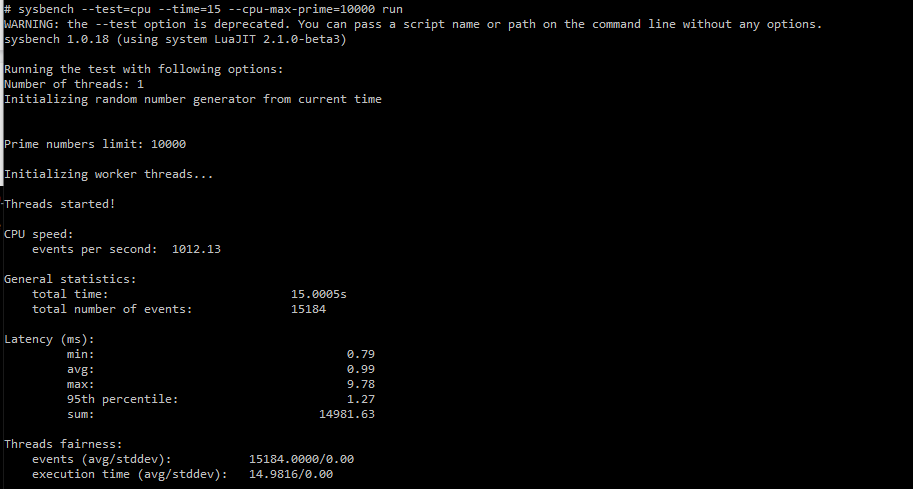 # sysbench --test=cpu --time=15 --cpu-max-prime=10000 run
WARNING: the --test option is deprecated. You can pass a script name or path on the command line without any options.
sysbench 1.0.18 (using system LuaJIT 2.1.0-beta3)
Running the test with following options:
Number of threads: 1
Initializing random number generator from current time
Prime numbers limit: 10000
Initializing worker threads...
Threads started!
CPU speed:
events per second: 1012.13
General statistics:
total time: 15.0005s
total number of events: 15184
Latency (ms):
min: 0.79
avg: 0.99
max: 9.78
95th percentile: 1.27
sum: 14981.63
Threads fairness:
events (avg/stddev): 15184.0000/0.00
execution time (avg/stddev): 14.9816/0.00